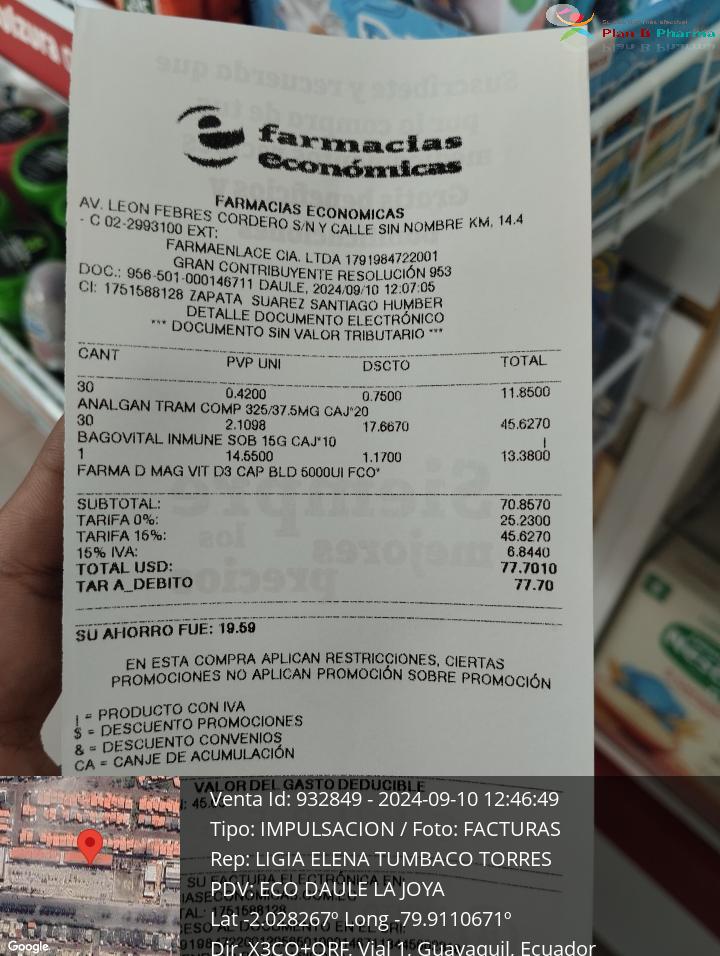 Plan B Pharma
farmacias
económicas
FARMACIAS ECONOMICAS
AV. LEON FEBRES CORDERO S/N Y CALLE SIN NOMBRE KM, 14.4
- C 02-2993100 EXT:
FARMAENLACE CIA. LTDA 1791984722001
GRAN CONTRIBUYENTE RESOLUCIÓN 953
DOC.: 956-501-000146711 DAULE, 2024/09/10 12:07:05
CI: 1751588128 ZAPATA SUAREZ SANTIAGO HUMBER
DETALLE DOCUMENTO ELECTRÓNICO
*** DOCUMENTO SIN VALOR TRIBUTARIO ***
CANT PVP UNI DSCTO TOTAL
30 0.4200 0.7500 11.8500
ANALGAN TRAM COMP 325/37.5MG CAJ*20
30 2.1098 17.6670 45.6270
BAGOVITAL INMUNE SOB 15G CAJ*10 |
1 14.5500 1.1700 13.3800
FARMA D MAG VIT D3 CAP BLD 5000UI FCO*
SUBTOTAL: 70.8570
TARIFA 0%: 25.2300
TARIFA 15%: 45.6270
15% IVA: 6.8440
TOTAL USD: 77.7010
TAR A_DEBITO 77.70
SU AHORRO FUE: 19.59
EN ESTA COMPRA APLICAN RESTRICCIONES, CIERTAS
PROMOCIONES NO APLICAN PROMOCIÓN SOBRE PROMOCIÓN
| = PRODUCTO CON IVA
$ = DESCUENTO PROMOCIONES
& = DESCUENTO CONVENIOS
CA = CANJE DE ACUMULACIÓN
VALOR DEL GASTO DEDUCIBLE
Venta Id: 932849 - 2024-09-10 12:46:49
Tipo: IMPULSACION / Foto: FACTURAS
Rep: LIGIA ELENA TUMBACO TORRES
SU FACTURA ELECTRÓNICA EN:
PDV: ECO DAULE LA JOYA
Lat -2.028267º Long -79.9110671º
Dir. X3CQ+QRF, Vial 1, Guayaquil, Ecuador
Google